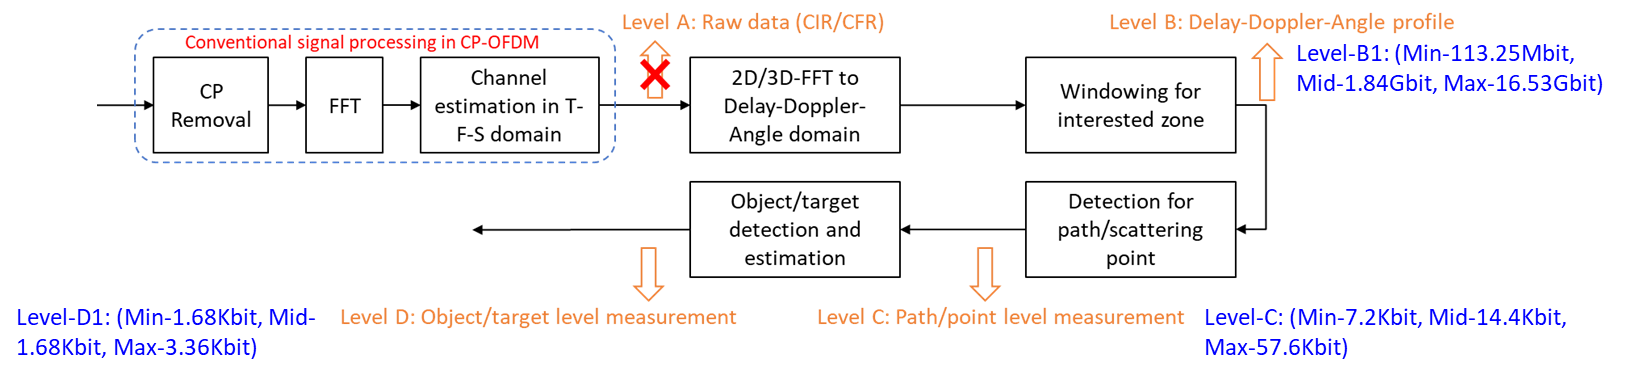 Level A: Raw data (CIR/CFR)
Level B: Delay-Doppler-Angle profile
Conventional signal processing in CP-OFDM
Level-B1: (Min-113.25Mbit,
Mid-1.84Gbit, Max-16.53Gbit)
CP
Removal
FFT
Channel
estimation in T-
F-S domain
2D/3D-FFT to
Delay-Doppler-
Angle domain
Windowing for
interested zone
Object/target
detection and
estimation
Detection for
path/scattering
point
Level-D1: (Min-1.68Kbit, Mid-
1.68Kbit, Max-3.36Kbit)
Level D: Object/target level measurement
Level C: Path/point level measurement
Level-C: (Min-7.2Kbit, Mid-14.4Kbit,
Max-57.6Kbit)